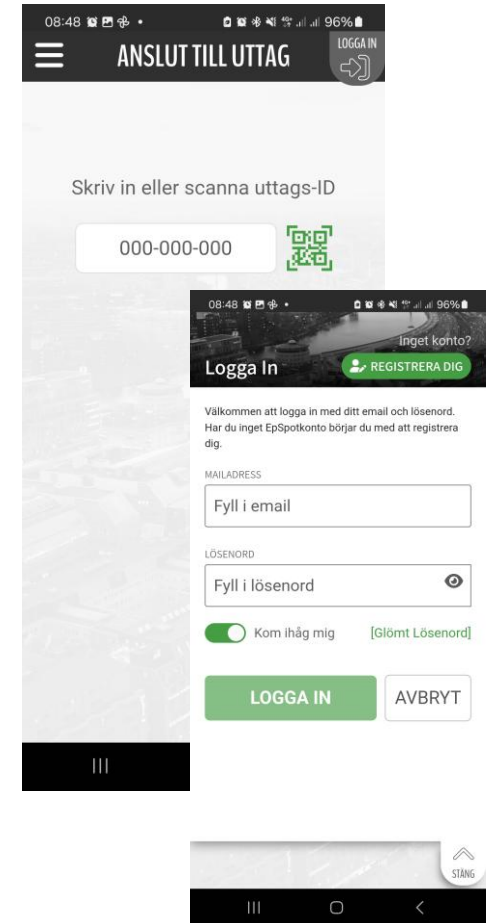 08:48
96%
ANSLUT TILL UTTAG
LOGGA IN
Skriv in eller scanna uttags-ID
000-000-000
08:48
96%
Inget konto?
Logga In
REGISTRERA DIG
Välkommen att logga in med ditt email och lösenord.
Har du inget EpSpotkonto börjar du med att registrera
dig.
MAILADRESS
Fyll i email
LÖSENORD
Fyll i lösenord
Kom ihåg mig
[Glömt Lösenord]
LOGGA IN
AVBRYT
STÄNG